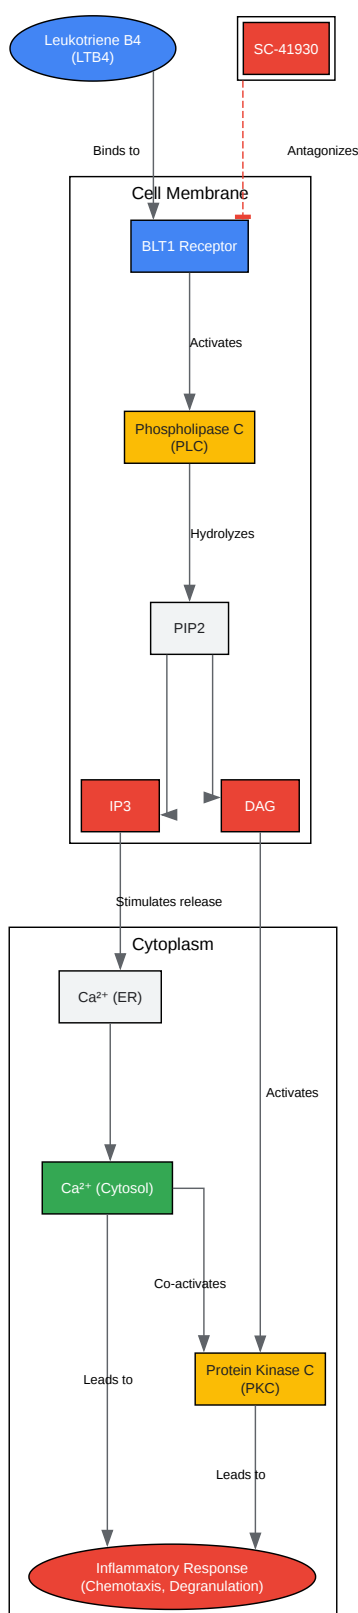 Leukotriene B4
(LTB4)
SC-41930
Binds to
Antagonizes
Cell Membrane
BLT1 Receptor
Activates
Phospholipase C
(PLC)
Hydrolyzes
PIP2
IP3
DAG
Stimulates release
Cytoplasm
Ca²⁺ (ER)
Activates
Ca²⁺ (Cytosol)
Co-activates
Protein Kinase C
(PKC)
Leads to
Leads to
Inflammatory Response
(Chemotaxis, Degranulation)